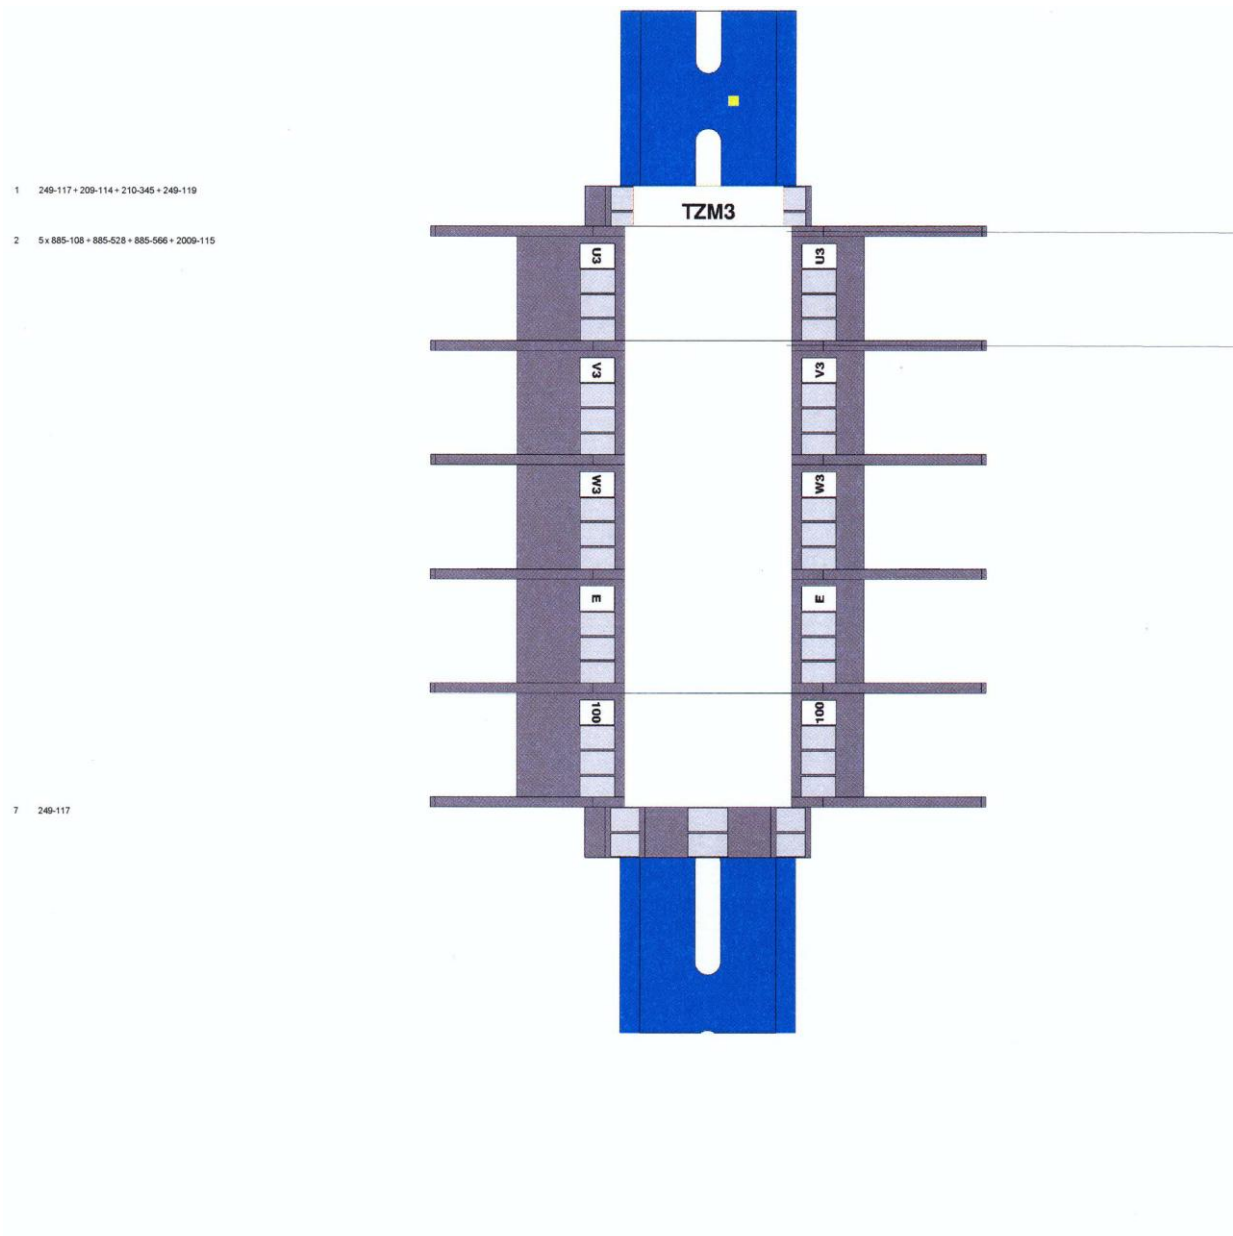 1 249-117 + 209-114 + 210-345 + 249-119
TZM3
2 5 x 885-108 + 885-528 + 885-566 + 2009-115
U3 U3
V3 V3
W3 W3
E E
100 100
7 249-117